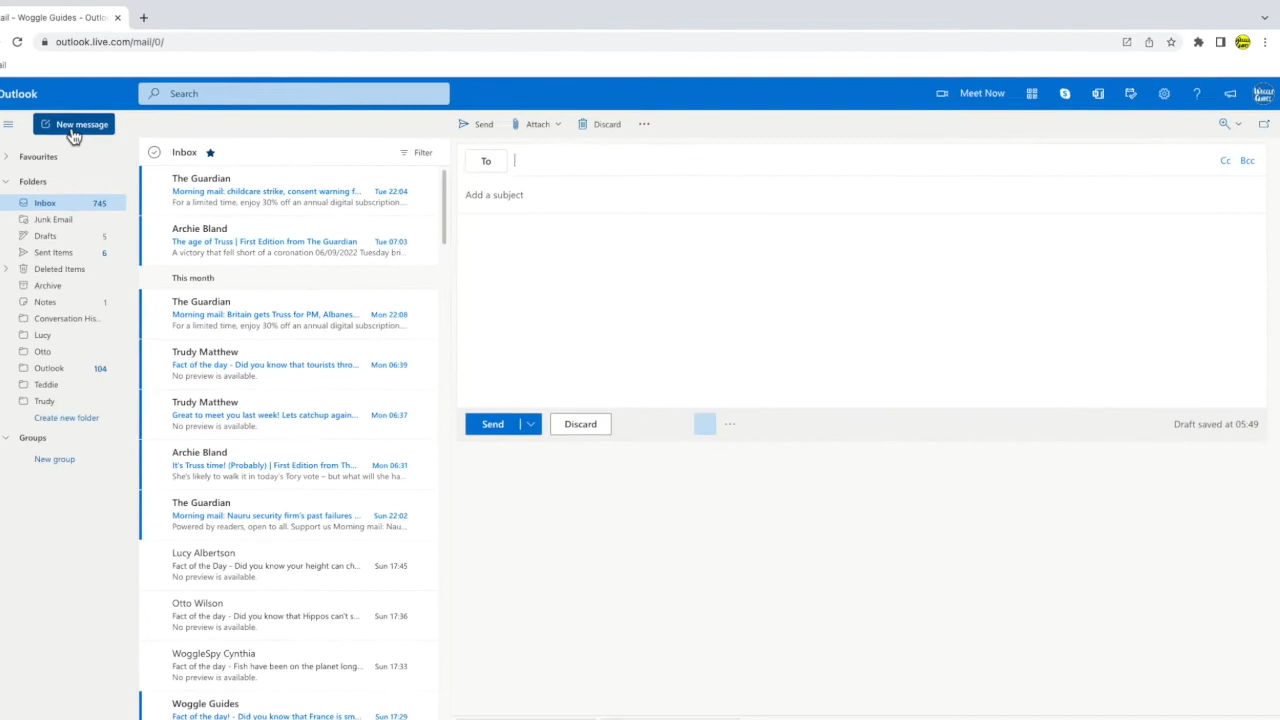 ail - Woggle Guides - Outlo
outlook.live.com/mail/0/
ail
Outlook
Search
Meet Now
New message
Send
Attach
Discard
Favourites
Folders
Inbox 745
Junk Email
Drafts 5
Sent Items 6
Deleted Items
Archive
Notes 1
Conversation His...
Lucy
Otto
Outlook 104
Teddie
Trudy
Create new folder
Groups
New group
Inbox
Filter
The Guardian
Morning mail: childcare strike, consent warning f... Tue 22:04
For a limited time, enjoy 30% off an annual digital subscription....
Archie Bland
The age of Truss | First Edition from The Guardian Tue 07:03
A victory that fell short of a coronation 06/09/2022 Tuesday bri...
This month
The Guardian
Morning mail: Britain gets Truss for PM, Albanes... Mon 22:08
For a limited time, enjoy 30% off an annual digital subscription....
Trudy Matthew
Fact of the day - Did you know that tourists thro... Mon 06:39
No preview is available.
Trudy Matthew
Great to meet you last week! Lets catchup again... Mon 06:37
No preview is available.
Archie Bland
It's Truss time! (Probably) | First Edition from Th... Mon 06:31
She's likely to walk it in today's Tory vote – but what will she ha...
The Guardian
Morning mail: Nauru security firm's past failures ... Sun 22:02
Powered by readers, open to all. Support us Morning mail: Nau...
Lucy Albertson
Fact of the Day - Did you know your height can ch... Sun 17:45
No preview is available.
Otto Wilson
Fact of the day - Did you know that Hippos can't s... Sun 17:36
No preview is available.
WoggleSpy Cynthia
Fact of the day - Fish have been on the planet long... Sun 17:33
No preview is available.
Woggle Guides
Fact of the day! - Did you know that France is sm... Sun 17:29
To
Cc Bcc
Add a subject
Send
Discard
Draft saved at 05:49